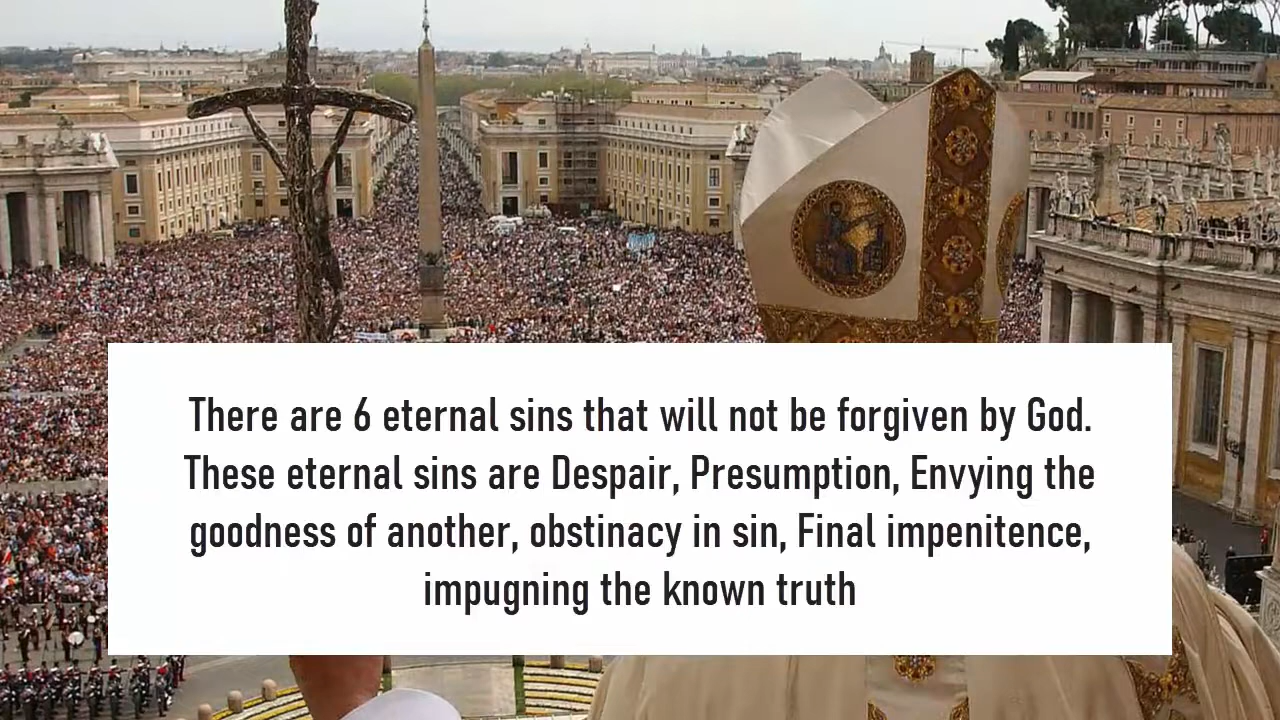 There are 6 eternal sins that will not be forgiven by God.
These eternal sins are Despair, Presumption, Envying the
goodness of another, obstinacy in sin, Final impenitence,
impugning the known truth